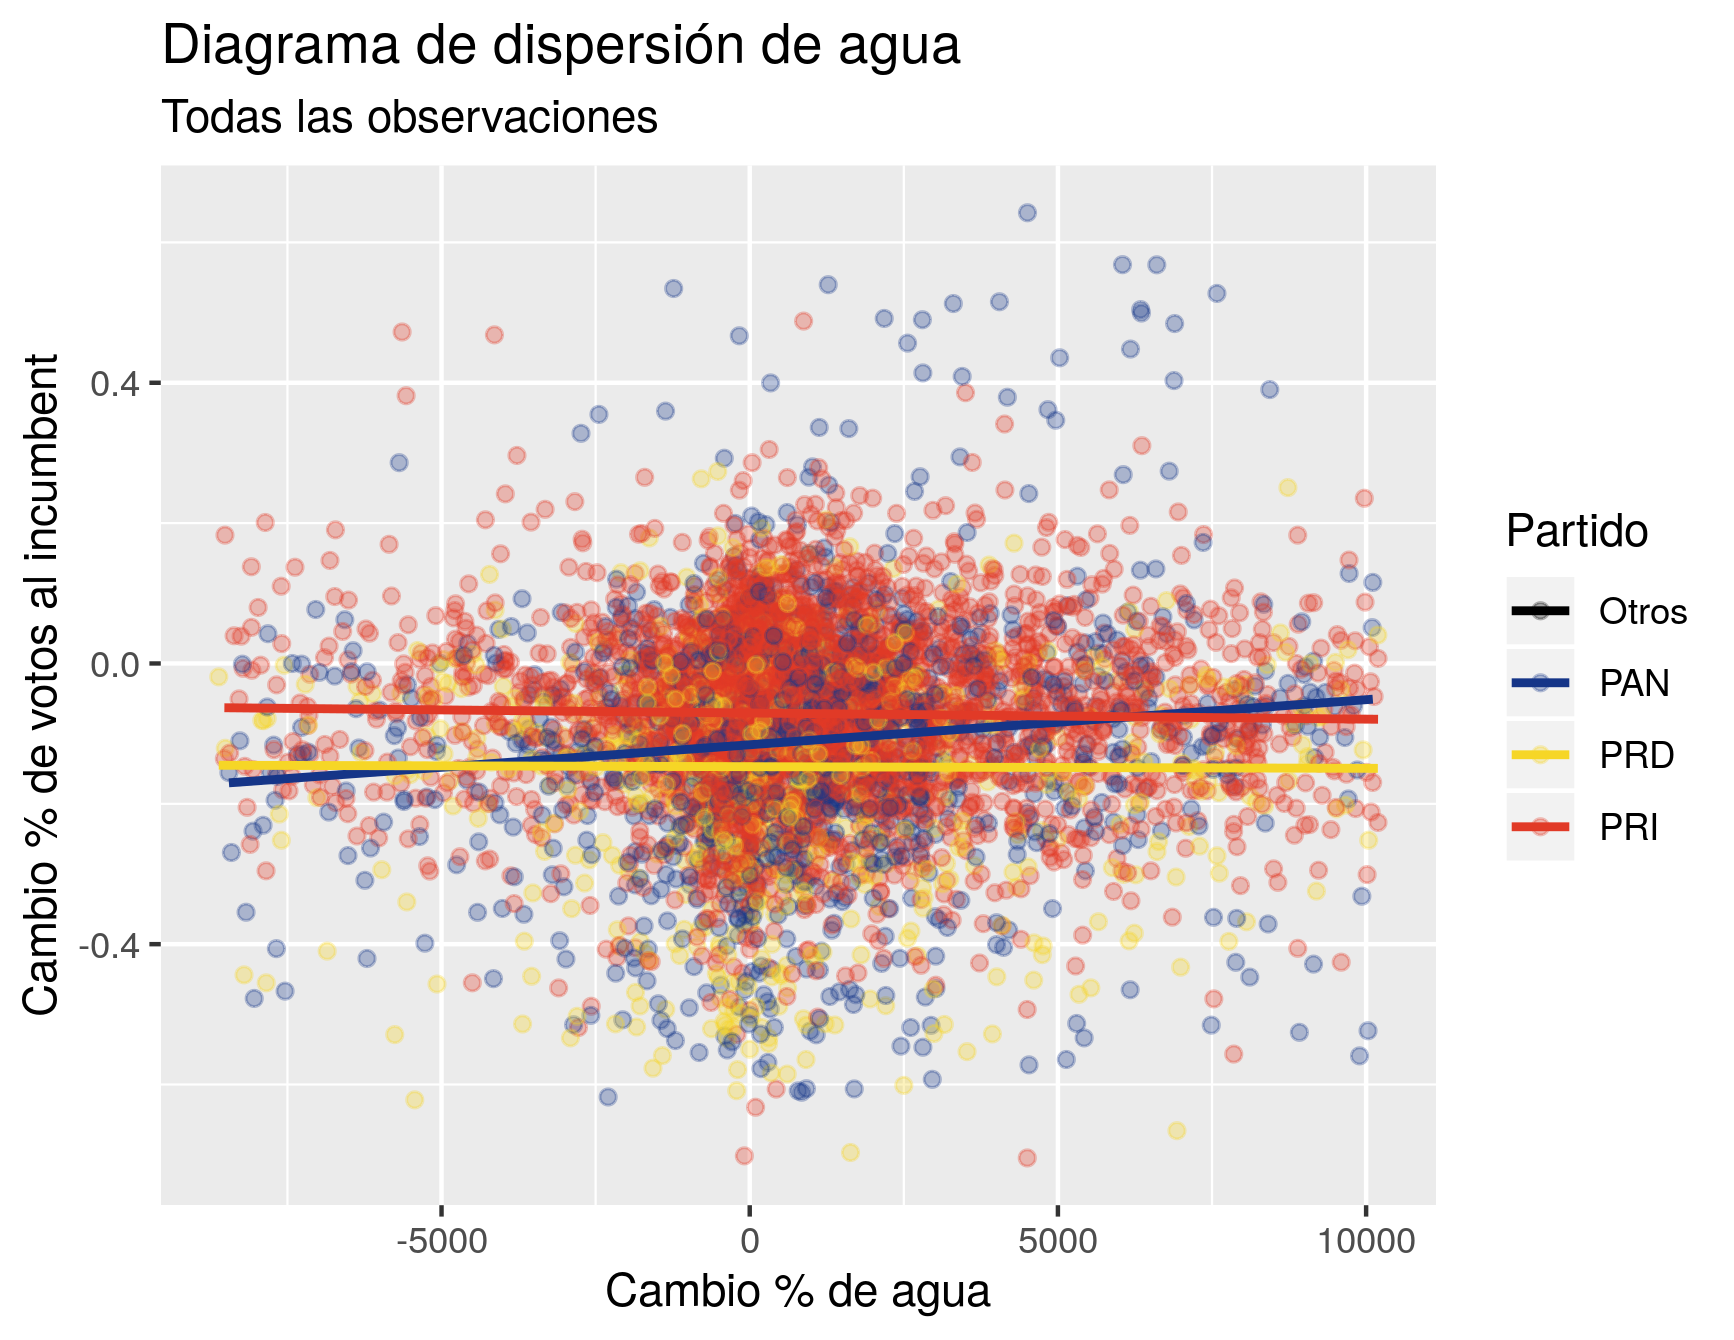 Diagrama de dispersión de agua
Todas las observaciones
Cambio % de votos al incumbent
0.4
0.0
-0.4
-5000
0
5000
10000
Cambio % de agua
Partido
Otros
PAN
PRD
PRI